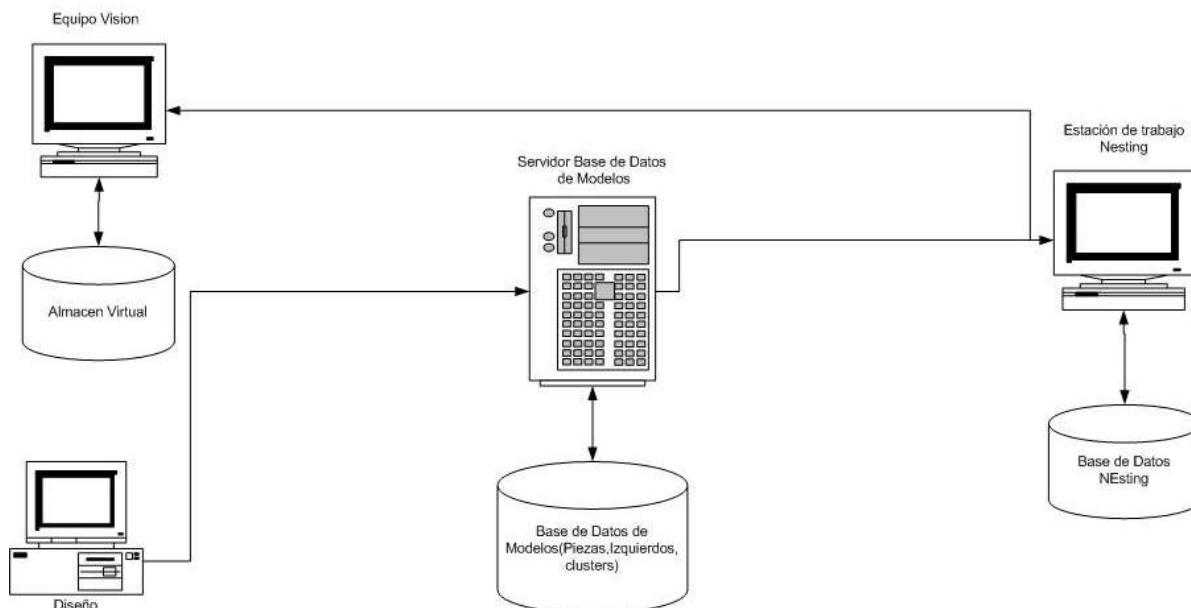 Equipo Vision
Almacen Virtual
Diseño
Servidor Base de Datos
de Modelos
Base de Datos de
Modelos(Piezas,Izquierdos,
clusters)
Estación de trabajo
Nesting
Base de Datos
NEsting